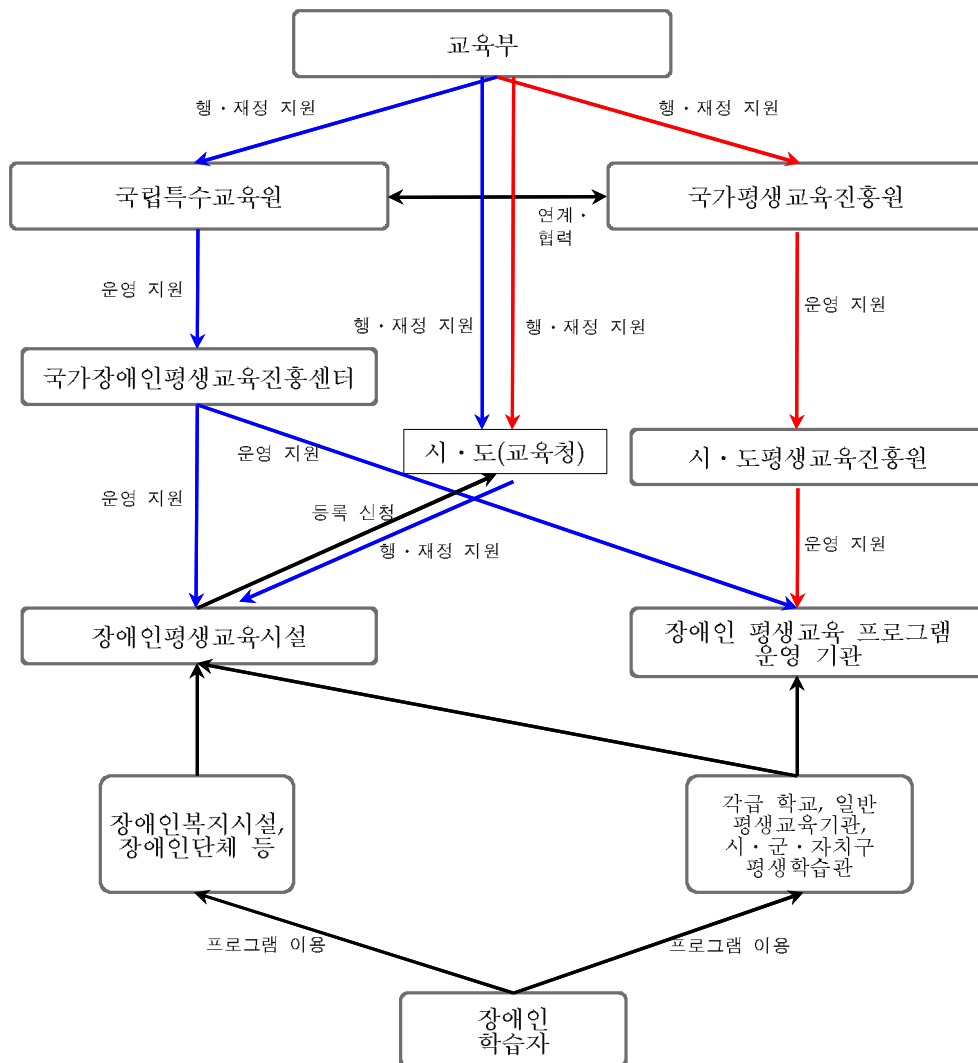 교육부
행·재정 지원
행·재정 지원
국립특수교육원
국가평생교육진흥원
연계·
협력
운영 지원
운영 지원
행·재정 지원
행·재정 지원
국가장애인평생교육진흥센터
시·도(교육청)
시·도평생교육진흥원
운영 지원
운영 지원
등록 신청
행·재정 지원
운영 지원
장애인평생교육시설
장애인 평생교육 프로그램
운영 기관
장애인복지시설,
장애인단체 등
각급 학교, 일반
평생교육기관,
시·군·자치구
평생학습관
프로그램 이용
프로그램 이용
장애인
학습자